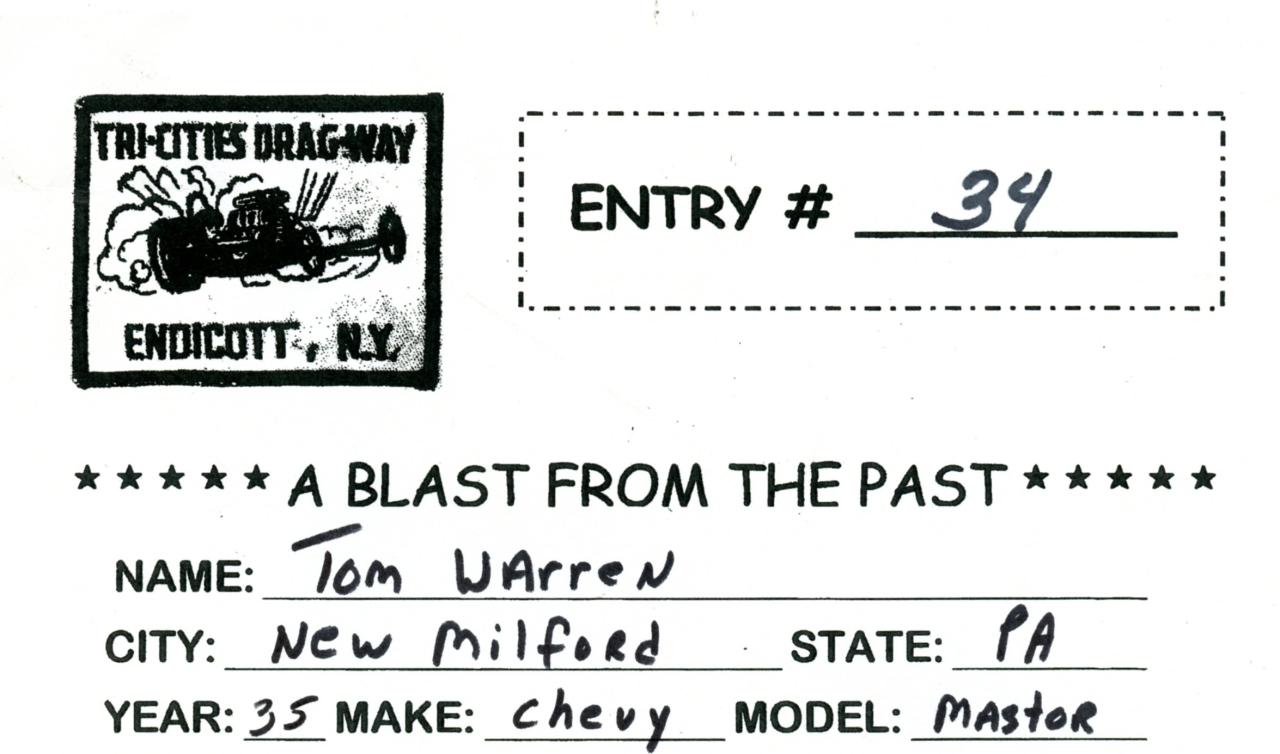 TRI-CITIES DRAG-WAY
ENDICOTT, N.Y.
ENTRY # 34
★★★★★ A BLAST FROM THE PAST ★★★★★
NAME: Tom WArreN
CITY: New Milford STATE: PA
YEAR: 35 MAKE: Chevy MODEL: MAstoR